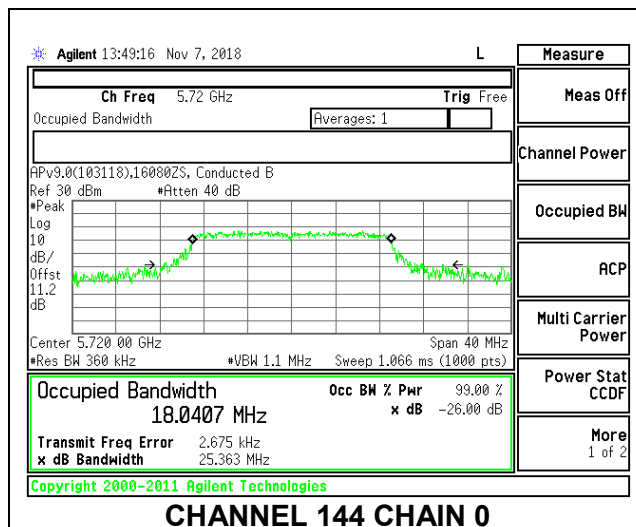 Agilent 13:49:16 Nov 7, 2018 L
Measure
Ch Freq 5.72 GHz Trig Free
Meas Off
Occupied Bandwidth Averages: 1
Channel Power
APv9.0(103118),16080ZS, Conducted B
Ref 30 dBm #Atten 40 dB
#Peak
Log
10
dB/
Offst
11.2
dB
Occupied BW
ACP
Center 5.720 00 GHz Span 40 MHz
#Res BW 360 kHz #VBW 1.1 MHz Sweep 1.066 ms (1000 pts)
Multi Carrier
Power
Occupied Bandwidth Occ BW % Pwr 99.00 %
18.0407 MHz x dB -26.00 dB
Power Stat
CCDF
Transmit Freq Error 2.675 kHz
x dB Bandwidth 25.363 MHz
More
1 of 2
Copyright 2000-2011 Agilent Technologies
CHANNEL 144 CHAIN 0